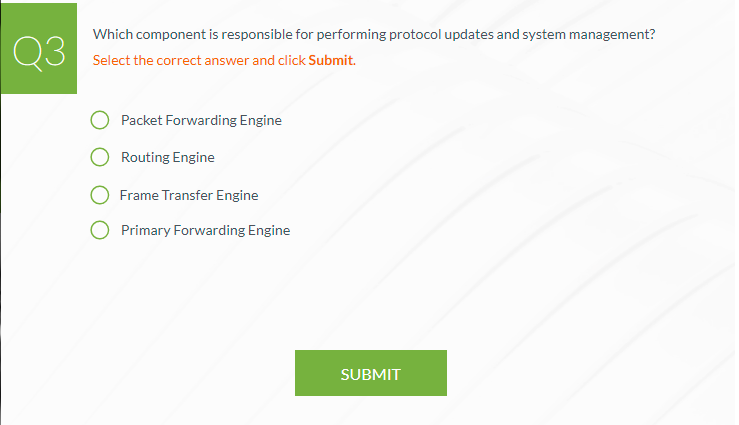 Q3
Which component is responsible for performing protocol updates and system management?
Select the correct answer and click Submit.
Packet Forwarding Engine
Routing Engine
Frame Transfer Engine
Primary Forwarding Engine
SUBMIT